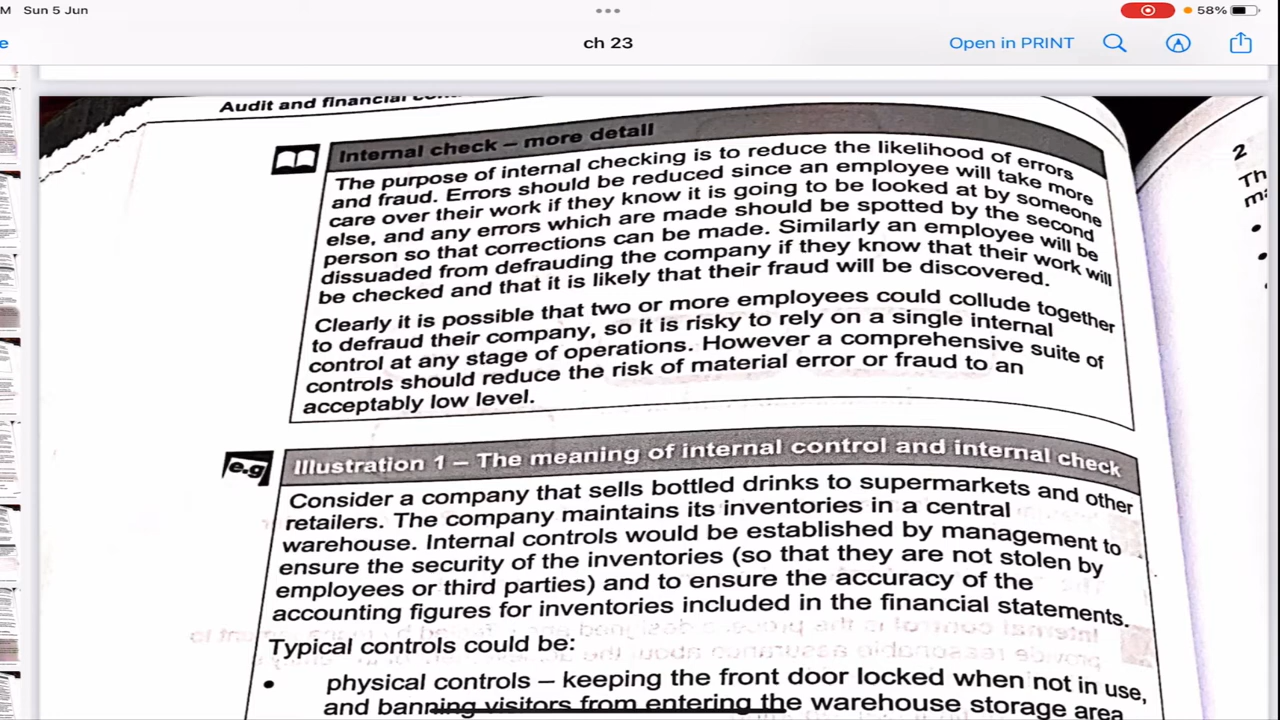 M Sun 5 Jun
58%
e
ch 23
Open in PRINT
Audit and financial
Internal check – more detail
The purpose of internal checking is to reduce the likelihood of errors
and fraud. Errors should be reduced since an employee will take more
care over their work if they know it is going to be looked at by someone
else, and any errors which are made should be spotted by the second
person so that corrections can be made. Similarly an employee will be
dissuaded from defrauding the company if they know that their work will
be checked and that it is likely that their fraud will be discovered.
Clearly it is possible that two or more employees could collude together
to defraud their company, so it is risky to rely on a single internal
control at any stage of operations. However a comprehensive suite of
controls should reduce the risk of material error or fraud to an
acceptably low level.
e.g
Illustration 1 – The meaning of internal control and internal check
Consider a company that sells bottled drinks to supermarkets and other
retailers. The company maintains its inventories in a central
warehouse. Internal controls would be established by management to
ensure the security of the inventories (so that they are not stolen by
employees or third parties) and to ensure the accuracy of the
accounting figures for inventories included in the financial statements.
Typical controls could be:
• physical controls – keeping the front door locked when not in use,
and banning visitors from entering the warehouse storage area
2
Th